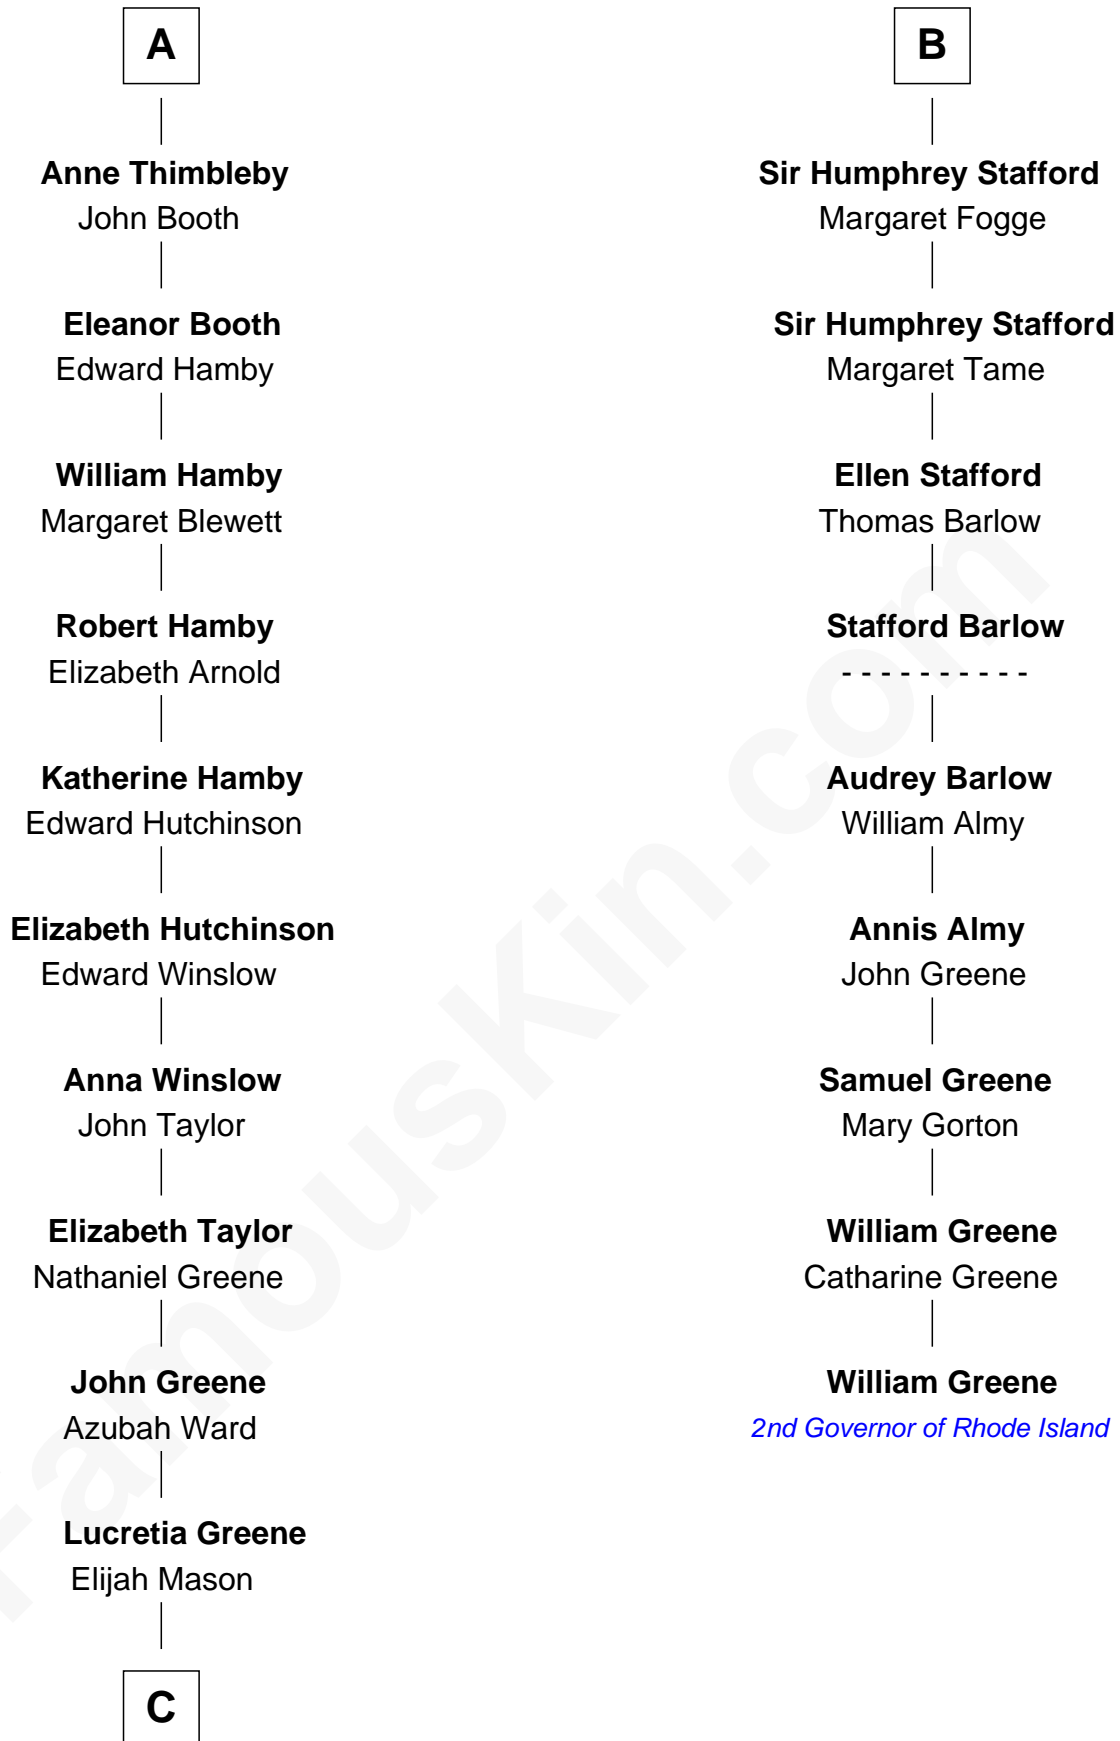 A
Anne Thimbleby
John Booth
Eleanor Booth
Edward Hamby
William Hamby
Margaret Blewett
Robert Hamby
Elizabeth Arnold
Katherine Hamby
Edward Hutchinson
Elizabeth Hutchinson
Edward Winslow
Anna Winslow
John Taylor
Elizabeth Taylor
Nathaniel Greene
John Greene
Azubah Ward
Lucretia Greene
Elijah Mason
C
B
Sir Humphrey Stafford
Margaret Fogge
Sir Humphrey Stafford
Margaret Tame
Ellen Stafford
Thomas Barlow
Stafford Barlow
- - - - - - - - - -
Audrey Barlow
William Almy
Annis Almy
John Greene
Samuel Greene
Mary Gorton
William Greene
Catharine Greene
William Greene
2nd Governor of Rhode Island
FamousKin.com